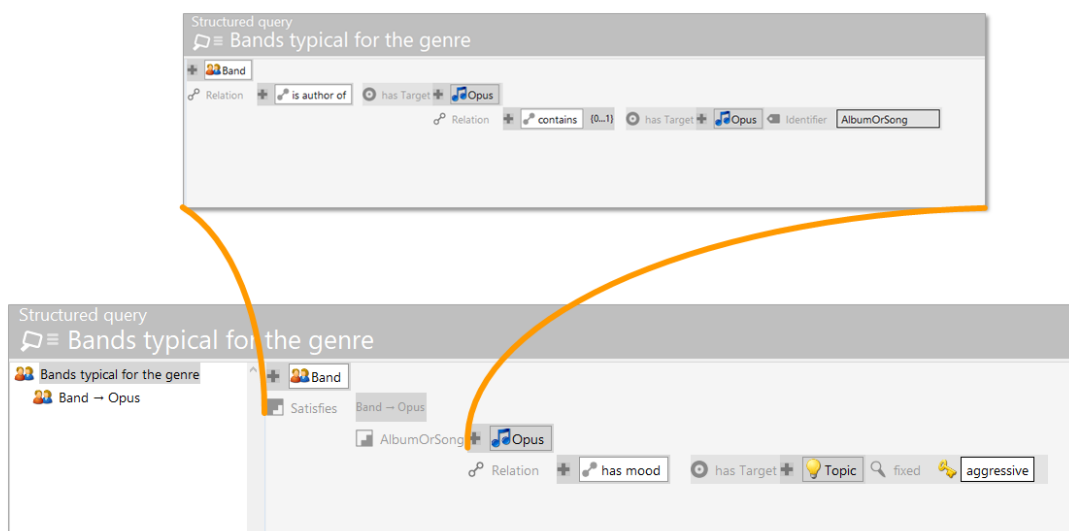 Structured query
Bands typical for the genre
Band
Relation is author of has Target Opus
Relation contains {0...1} has Target Opus Identifier AlbumOrSong
Structured query
Bands typical for the genre
Bands typical for the genre
Band → Opus
Band
Satisfies Band → Opus
AlbumOrSong Opus
Relation has mood has Target Topic fixed aggressive